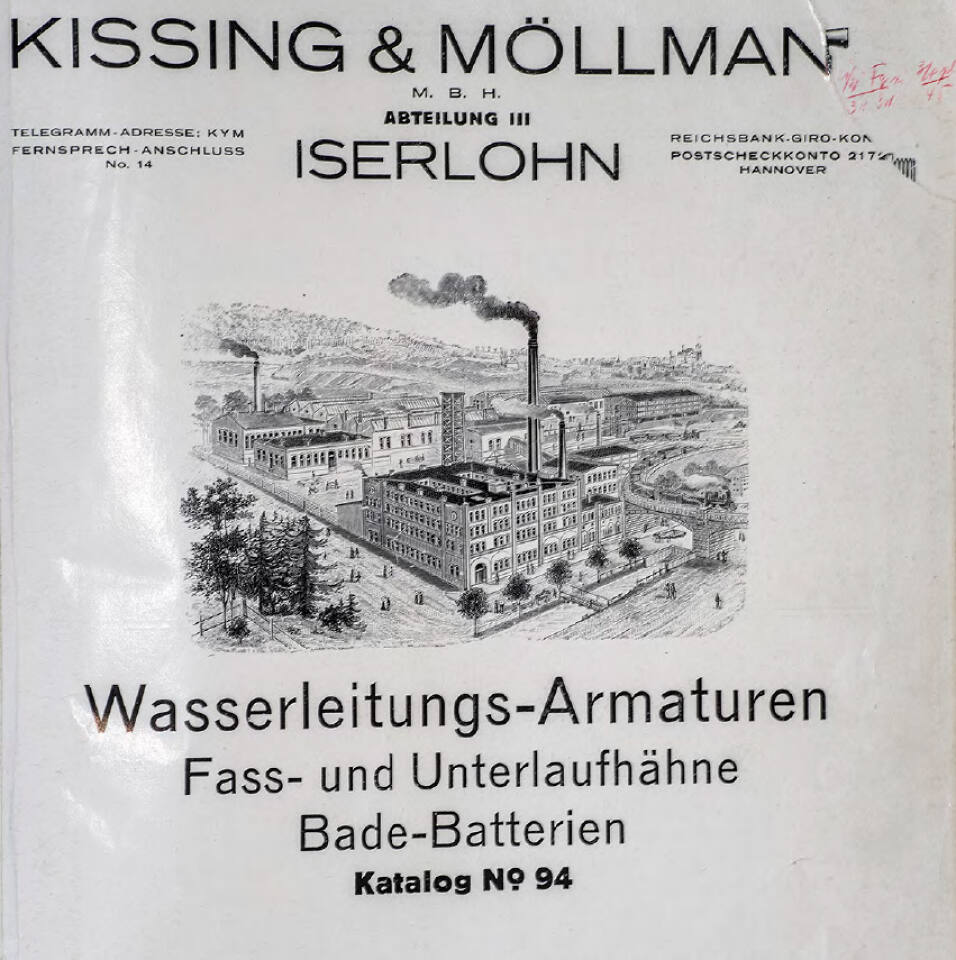 KISSING & MÖLLMAN
M. B. H.
ABTEILUNG III
TELEGRAMM-ADRESSE: KYM
FERNSPRECH-ANSCHLUSS
No. 14
ISERLOHN
REICHSBANK-GIRO-KON
POSTSCHECKKONTO 217
HANNOVER
Wasserleitungs-Armaturen
Fass- und Unterlaufhähne
Bade-Batterien
Katalog Nº 94